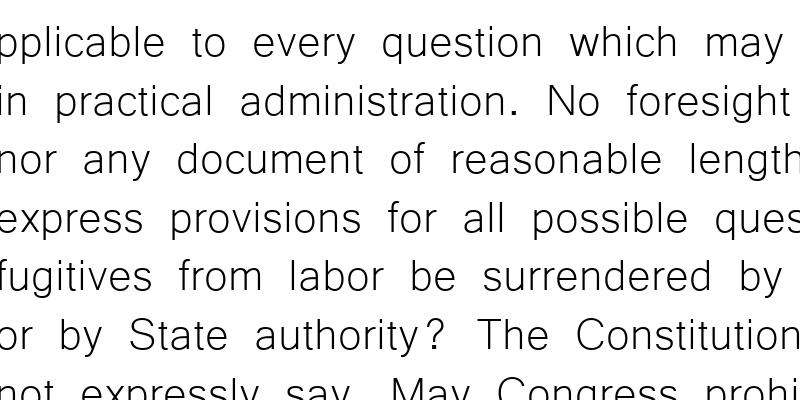 pplicable to every question which may
in practical administration. No foresight
nor any document of reasonable length
express provisions for all possible ques
fugitives from labor be surrendered by
or by State authority? The Constitution
not expressly say. May Congress prohi